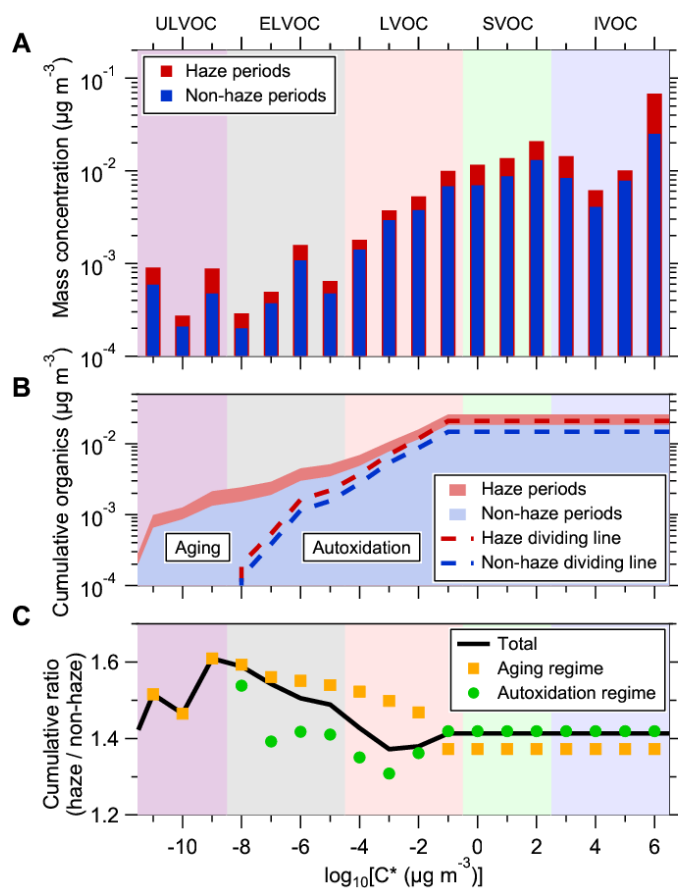 ULVOC ELVOC LVOC SVOC IVOC
A
Mass concentration (µg m⁻³)
10⁻¹
10⁻²
10⁻³
10⁻⁴
Haze periods
Non-haze periods
B
Cumulative organics (µg m⁻³)
10⁻²
10⁻³
10⁻⁴
Aging
Autoxidation
Haze periods
Non-haze periods
Haze dividing line
Non-haze dividing line
C
Cumulative ratio
(haze / non-haze)
1.6
1.4
1.2
Total
Aging regime
Autoxidation regime
-10 -8 -6 -4 -2 0 2 4 6
log₁₀[C* (µg m⁻³)]